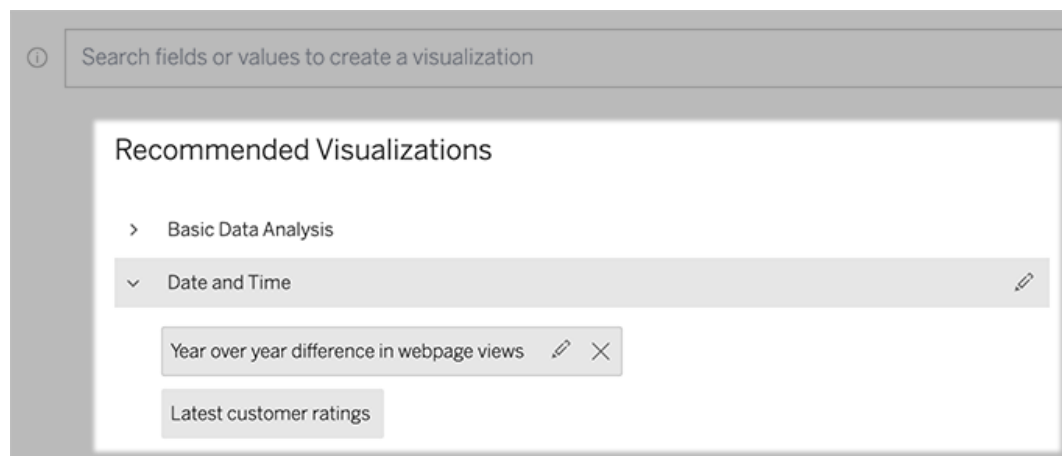 Search fields or values to create a visualization
Recommended Visualizations
Basic Data Analysis
Date and Time
Year over year difference in webpage views
Latest customer ratings